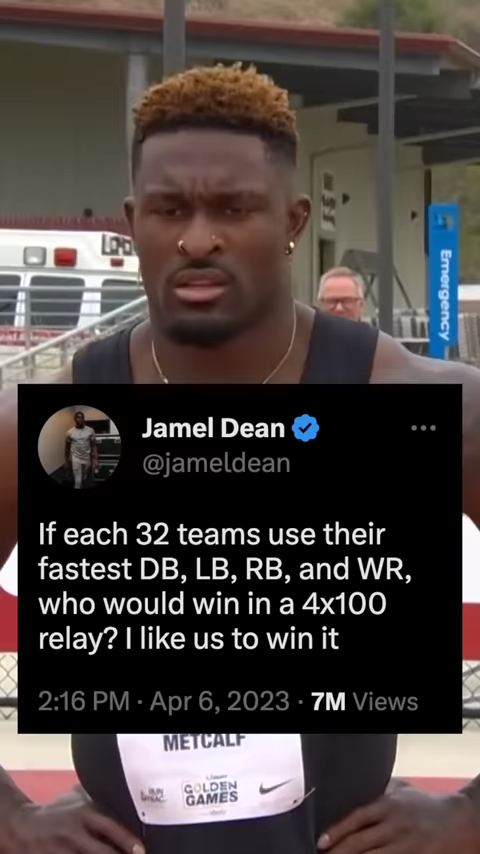 Emergency
Jamel Dean
@jameldean
If each 32 teams use their
fastest DB, LB, RB, and WR,
who would win in a 4x100
relay? I like us to win it
2:16 PM · Apr 6, 2023 · 7M Views
METCALF
GOLDEN
GAMES